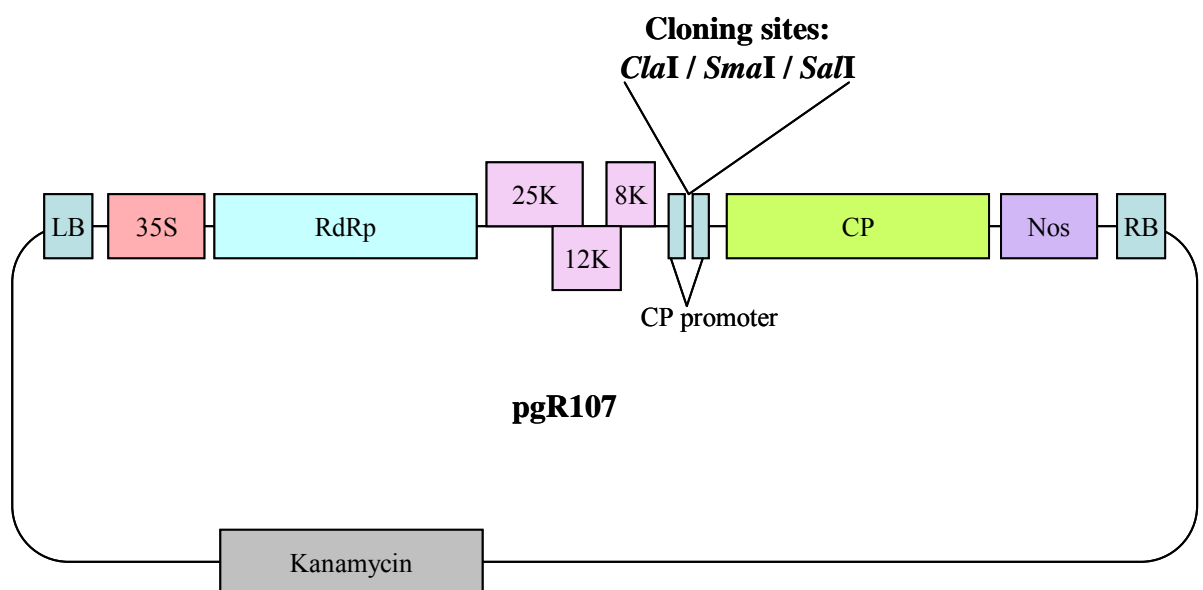 Cloning sites:
ClaI / SmaI / SalI
25K
8K
LB
35S
RdRp
CP
Nos
RB
12K
CP promoter
pgR107
Kanamycin